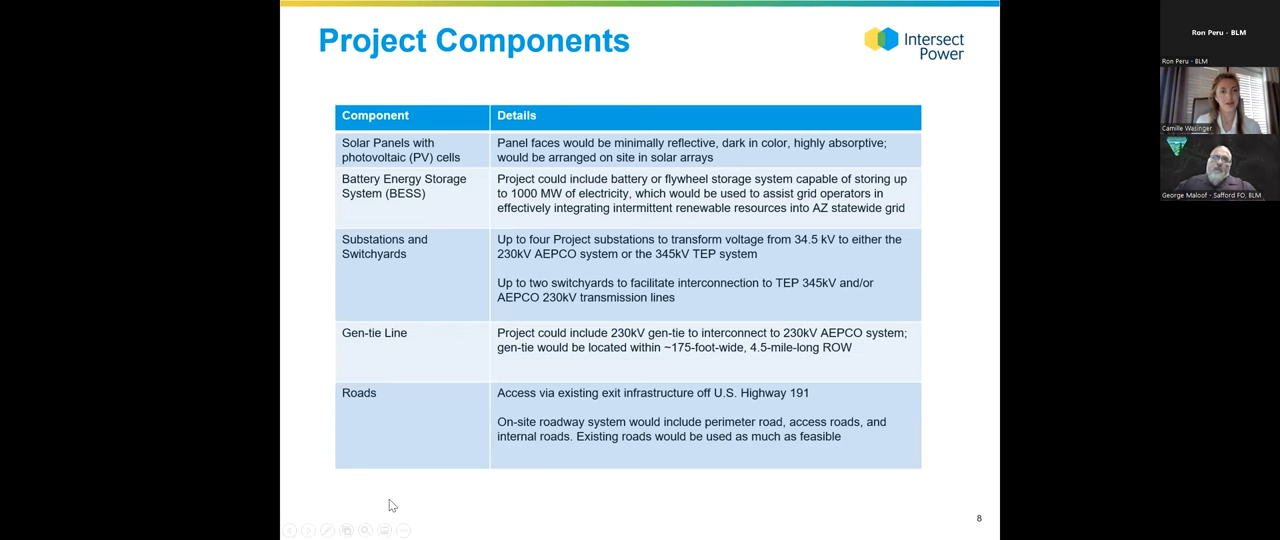 Project Components
Intersect
Power
Component
Details
Solar Panels with
photovoltaic (PV) cells
Panel faces would be minimally reflective, dark in color, highly absorptive;
would be arranged on site in solar arrays
Battery Energy Storage
System (BESS)
Project could include battery or flywheel storage system capable of storing up
to 1000 MW of electricity, which would be used to assist grid operators in
effectively integrating intermittent renewable resources into AZ statewide grid
Substations and
Switchyards
Up to four Project substations to transform voltage from 34.5 kV to either the
230kV AEPCO system or the 345kV TEP system
Up to two switchyards to facilitate interconnection to TEP 345kV and/or
AEPCO 230kV transmission lines
Gen-tie Line
Project could include 230kV gen-tie to interconnect to 230kV AEPCO system;
gen-tie would be located within ~175-foot-wide, 4.5-mile-long ROW
Roads
Access via existing exit infrastructure off U.S. Highway 191
On-site roadway system would include perimeter road, access roads, and
internal roads. Existing roads would be used as much as feasible
8
Ron Peru - BLM
Ron Peru - BLM
Camille Wasinger
George Maloof - Safford FO, BLM